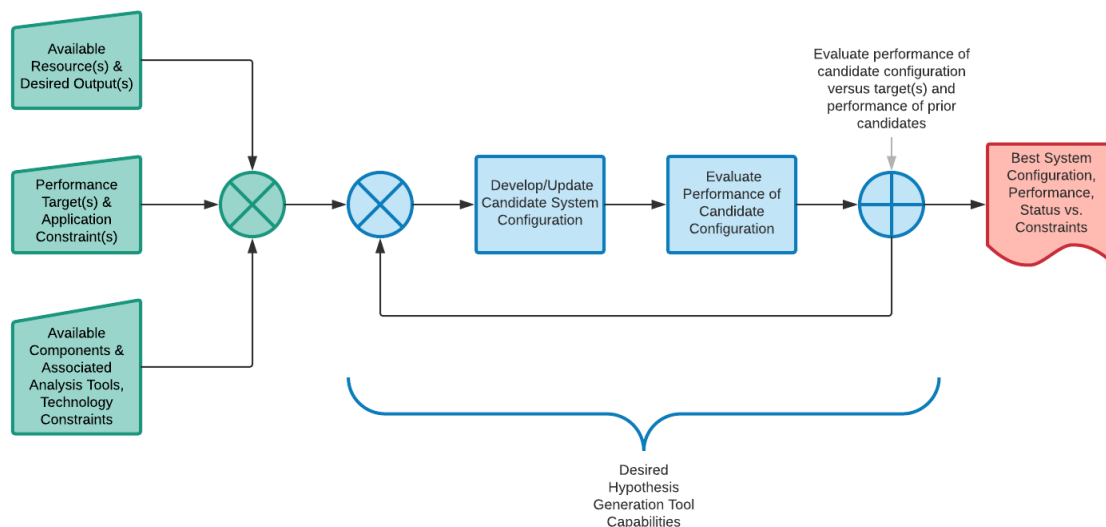 Available
Resource(s) &
Desired Output(s)
Performance
Target(s) &
Application
Constraint(s)
Available
Components &
Associated
Analysis Tools,
Technology
Constraints
Develop/Update
Candidate System
Configuration
Evaluate
Performance of
Candidate
Configuration
Evaluate performance of
candidate configuration
versus target(s) and
performance of prior
candidates
Best System
Configuration,
Performance,
Status vs.
Constraints
Desired
Hypothesis
Generation Tool
Capabilities